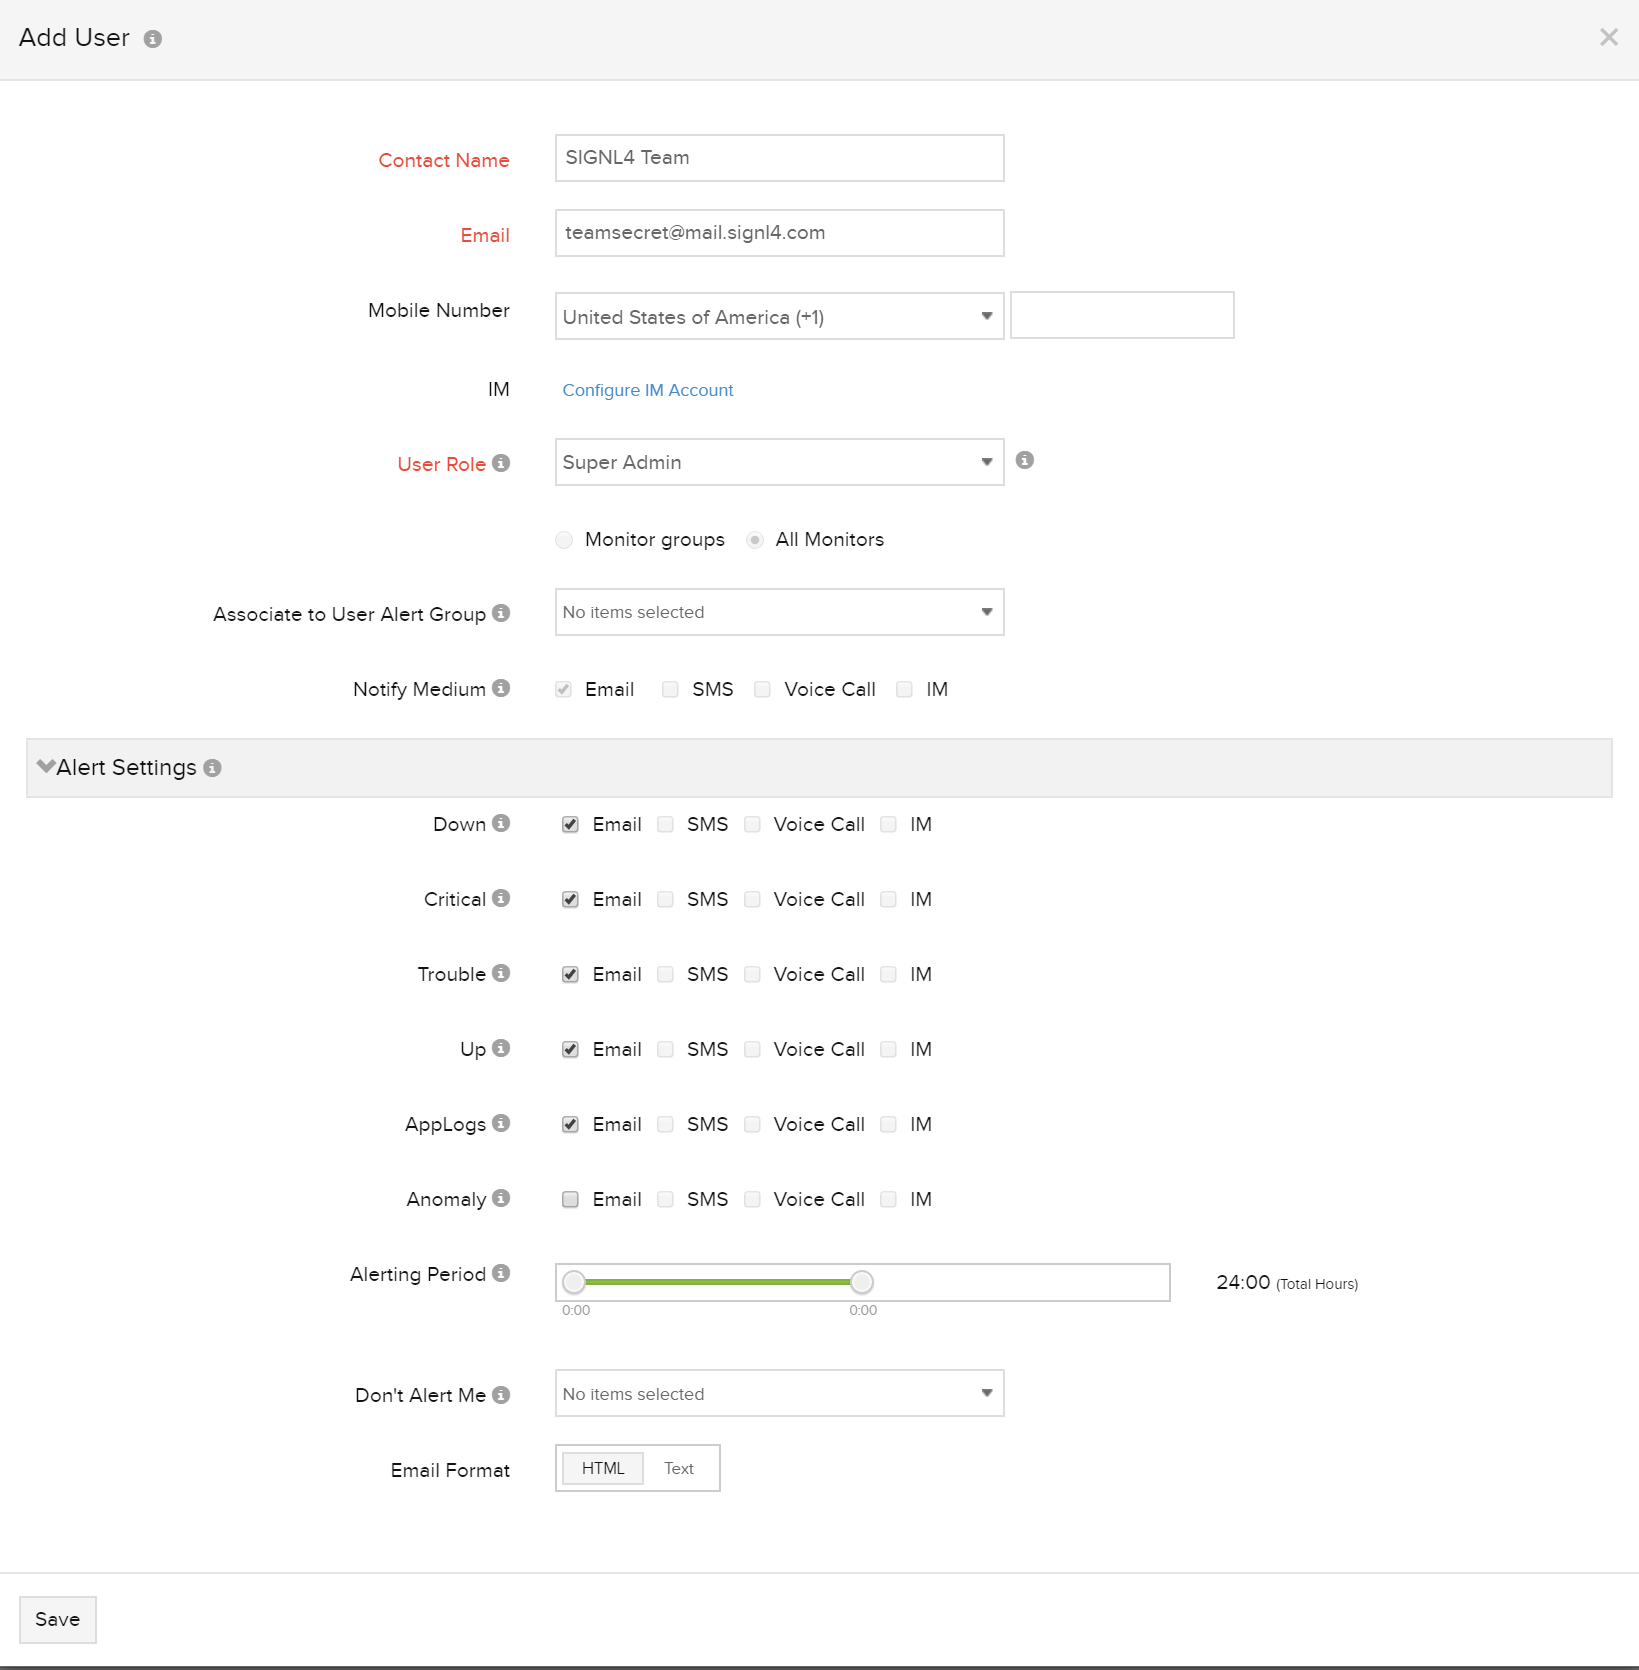 Add User
Contact Name SIGNL4 Team
Email teamsecret@mail.signl4.com
Mobile Number United States of America (+1)
IM Configure IM Account
User Role Super Admin
Monitor groups All Monitors
Associate to User Alert Group No items selected
Notify Medium Email SMS Voice Call IM
Alert Settings
Down Email SMS Voice Call IM
Critical Email SMS Voice Call IM
Trouble Email SMS Voice Call IM
Up Email SMS Voice Call IM
AppLogs Email SMS Voice Call IM
Anomaly Email SMS Voice Call IM
Alerting Period 24:00 (Total Hours)
0:00 0:00
Don't Alert Me No items selected
Email Format HTML Text
Save